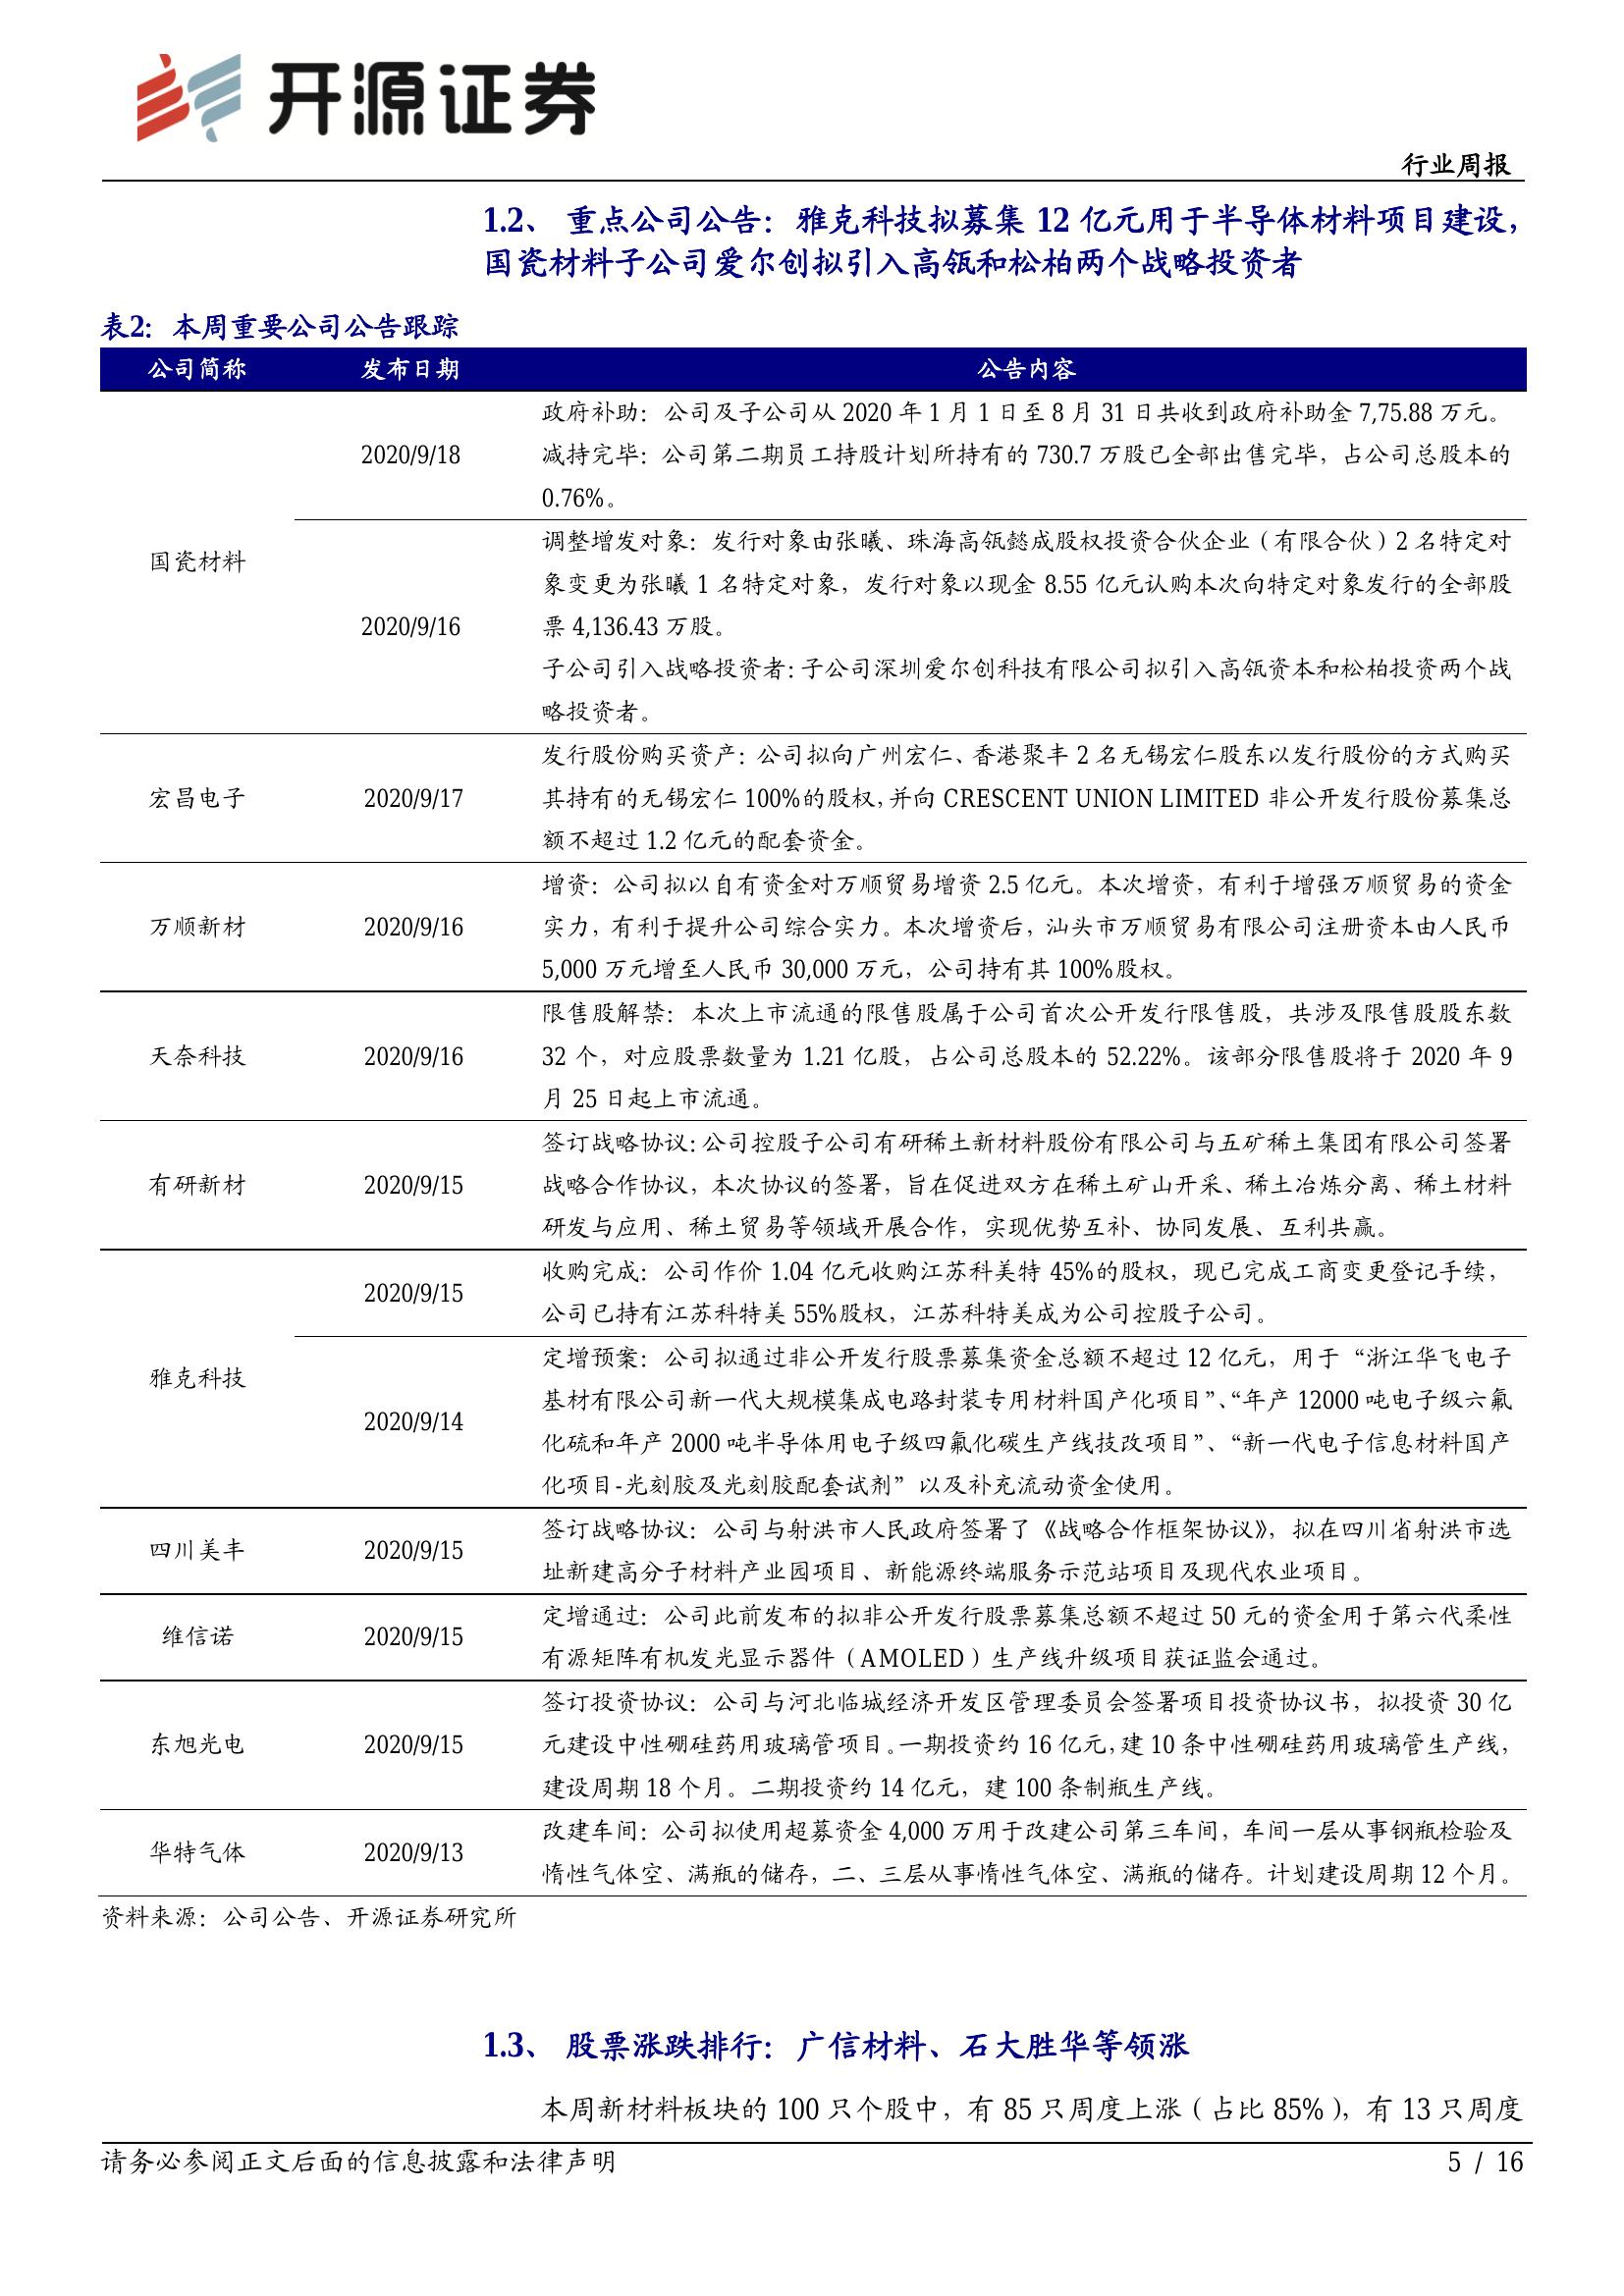 开源证券
行业周报
1.2、 重点公司公告：雅克科技拟募集 12 亿元用于半导体材料项目建设，
国瓷材料子公司爱尔创拟引入高瓴和松柏两个战略投资者
表2：本周重要公司公告跟踪
公司简称 发布日期 公告内容
政府补助：公司及子公司从 2020 年 1 月 1 日至 8 月 31 日共收到政府补助金 7,75.88 万元。
2020/9/18 减持完毕：公司第二期员工持股计划所持有的 730.7 万股已全部出售完毕，占公司总股本的
0.76%。
国瓷材料
调整增发对象：发行对象由张曦、珠海高瓴懿成股权投资合伙企业（有限合伙）2 名特定对
象变更为张曦 1 名特定对象，发行对象以现金 8.55 亿元认购本次向特定对象发行的全部股
2020/9/16 票 4,136.43 万股。
子公司引入战略投资者：子公司深圳爱尔创科技有限公司拟引入高瓴资本和松柏投资两个战
略投资者。
发行股份购买资产：公司拟向广州宏仁、香港聚丰 2 名无锡宏仁股东以发行股份的方式购买
宏昌电子 2020/9/17 其持有的无锡宏仁 100%的股权，并向 CRESCENT UNION LIMITED 非公开发行股份募集总
额不超过 1.2 亿元的配套资金。
增资：公司拟以自有资金对万顺贸易增资 2.5 亿元。本次增资，有利于增强万顺贸易的资金
万顺新材 2020/9/16 实力，有利于提升公司综合实力。本次增资后，汕头市万顺贸易有限公司注册资本由人民币
5,000 万元增至人民币 30,000 万元，公司持有其 100%股权。
限售股解禁：本次上市流通的限售股属于公司首次公开发行限售股，共涉及限售股股东数
天奈科技 2020/9/16 32 个，对应股票数量为 1.21 亿股，占公司总股本的 52.22%。该部分限售股将于 2020 年 9
月 25 日起上市流通。
签订战略协议：公司控股子公司有研稀土新材料股份有限公司与五矿稀土集团有限公司签署
有研新材 2020/9/15 战略合作协议，本次协议的签署，旨在促进双方在稀土矿山开采、稀土冶炼分离、稀土材料
研发与应用、稀土贸易等领域开展合作，实现优势互补、协同发展、互利共赢。
收购完成：公司作价 1.04 亿元收购江苏科美特 45%的股权，现已完成工商变更登记手续，
2020/9/15 公司已持有江苏科特美 55%股权，江苏科特美成为公司控股子公司。
雅克科技
定增预案：公司拟通过非公开发行股票募集资金总额不超过 12 亿元，用于“浙江华飞电子
基材有限公司新一代大规模集成电路封装专用材料国产化项目”、“年产 12000 吨电子级六氟
2020/9/14 化硫和年产 2000 吨半导体用电子级四氟化碳生产线技改项目”、“新一代电子信息材料国产
化项目-光刻胶及光刻胶配套试剂”以及补充流动资金使用。
签订战略协议：公司与射洪市人民政府签署了《战略合作框架协议》，拟在四川省射洪市选
四川美丰 2020/9/15 址新建高分子材料产业园项目、新能源终端服务示范站项目及现代农业项目。
定增通过：公司此前发布的拟非公开发行股票募集总额不超过 50 元的资金用于第六代柔性
维信诺 2020/9/15 有源矩阵有机发光显示器件（AMOLED）生产线升级项目获证监会通过。
签订投资协议：公司与河北临城经济开发区管理委员会签署项目投资协议书，拟投资 30 亿
东旭光电 2020/9/15 元建设中性硼硅药用玻璃管项目。一期投资约 16 亿元，建 10 条中性硼硅药用玻璃管生产线，
建设周期 18 个月。二期投资约 14 亿元，建 100 条制瓶生产线。
改建车间：公司拟使用超募资金 4,000 万用于改建公司第三车间，车间一层从事钢瓶检验及
华特气体 2020/9/13 惰性气体空、满瓶的储存，二、三层从事惰性气体空、满瓶的储存。计划建设周期 12 个月。
资料来源：公司公告、开源证券研究所
1.3、 股票涨跌排行：广信材料、石大胜华等领涨
本周新材料板块的 100 只个股中，有 85 只周度上涨（占比 85%），有 13 只周度
请务必参阅正文后面的信息披露和法律声明 5 / 16